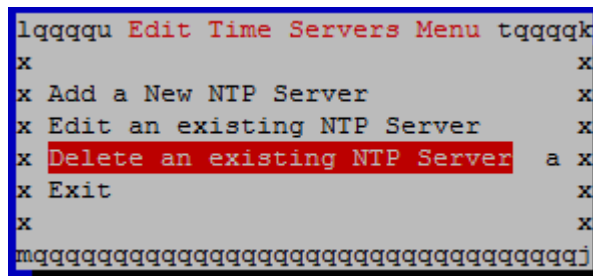 lqqqqu Edit Time Servers Menu tqqqqk
x x
x Add a New NTP Server x
x Edit an existing NTP Server x
x Delete an existing NTP Server a x
x Exit x
x x
mqqqqqqqqqqqqqqqqqqqqqqqqqqqqqqqqqqj